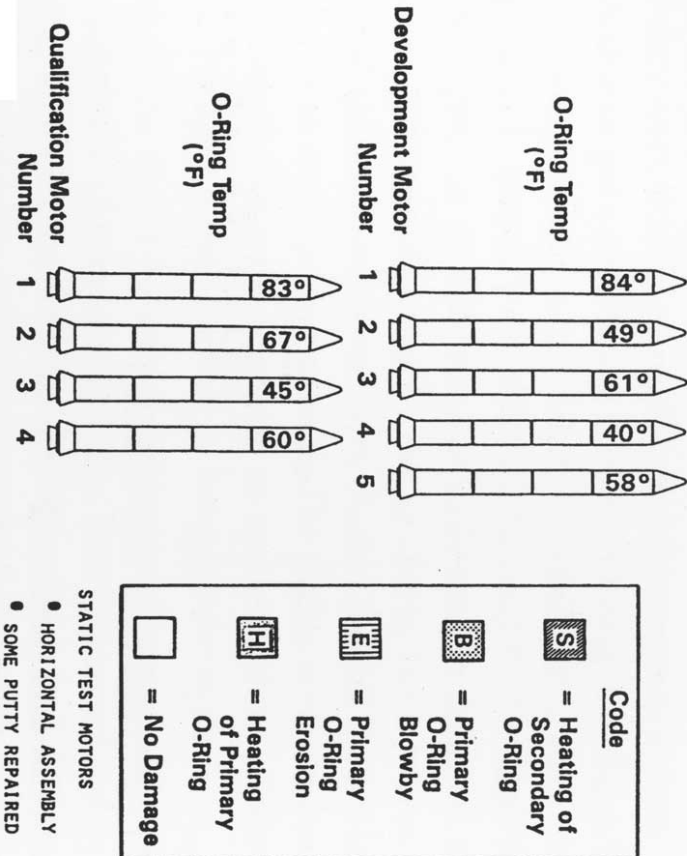 O-Ring Temp
(°F)
84°
49°
61°
40°
58°
Development Motor
Number
1
2
3
4
5
O-Ring Temp
(°F)
83°
67°
45°
60°
Qualification Motor
Number
1
2
3
4
Code
S = Heating of
Secondary
O-Ring
B = Primary
O-Ring
Blowby
E = Primary
O-Ring
Erosion
H = Heating
of Primary
O-Ring
= No Damage
STATIC TEST MOTORS
• HORIZONTAL ASSEMBLY
• SOME PUTTY REPAIRED